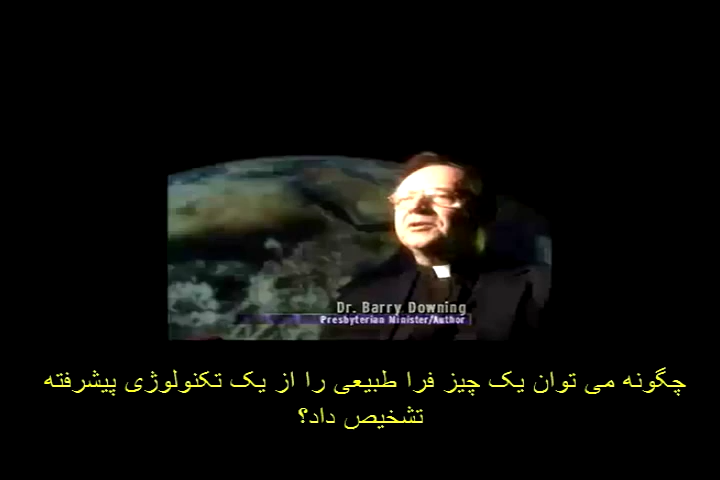 Dr. Barry Downing
Presbyterian Minister/Author
چگونه می توان یک چیز فرا طبیعی را از یک تکنولوژی پیشرفته
تشخیص داد؟